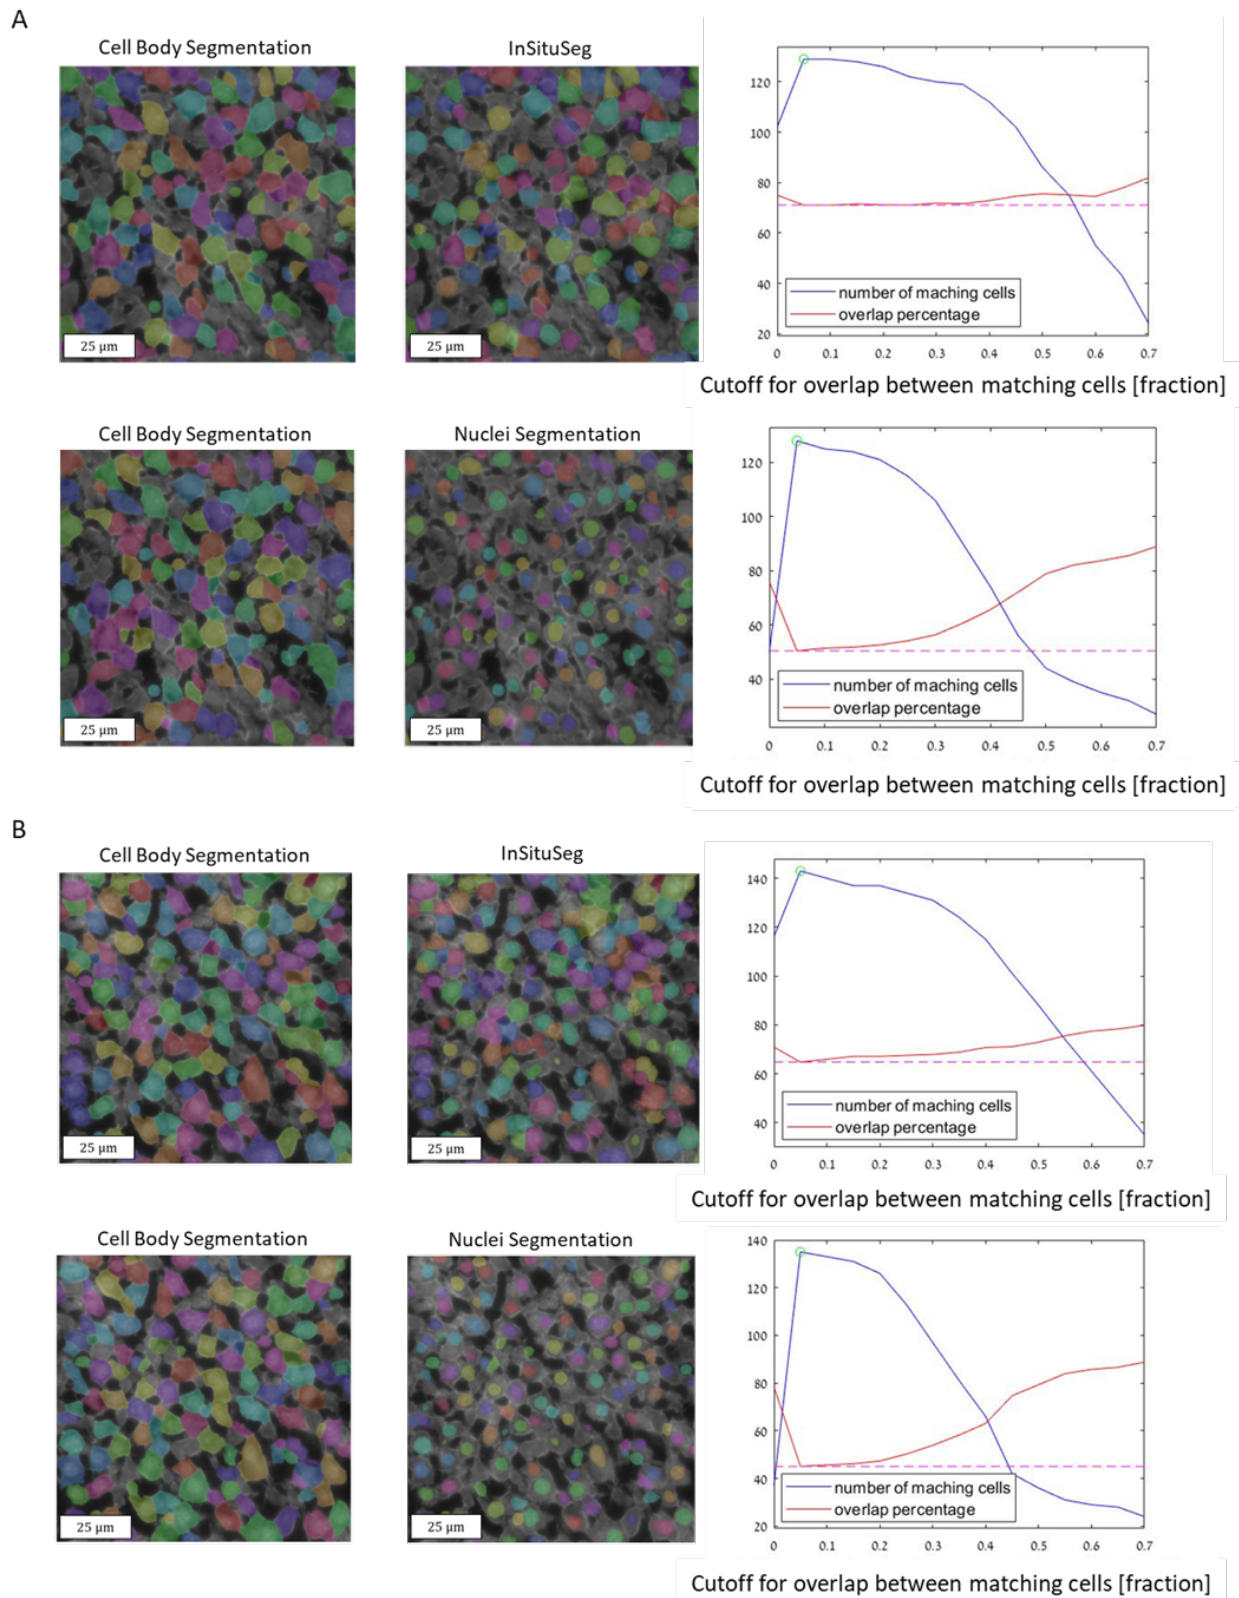 A
Cell Body Segmentation
InSituSeg
25 µm
25 µm
120
100
80
60
40
20
number of maching cells
overlap percentage
0 0.1 0.2 0.3 0.4 0.5 0.6 0.7
Cutoff for overlap between matching cells [fraction]
Cell Body Segmentation
Nuclei Segmentation
25 µm
25 µm
120
100
80
60
40
number of maching cells
overlap percentage
0 0.1 0.2 0.3 0.4 0.5 0.6 0.7
Cutoff for overlap between matching cells [fraction]
B
Cell Body Segmentation
InSituSeg
25 µm
25 µm
140
120
100
80
60
40
number of maching cells
overlap percentage
0 0.1 0.2 0.3 0.4 0.5 0.6 0.7
Cutoff for overlap between matching cells [fraction]
Cell Body Segmentation
Nuclei Segmentation
25 µm
25 µm
140
120
100
80
60
40
20
number of maching cells
overlap percentage
0 0.1 0.2 0.3 0.4 0.5 0.6 0.7
Cutoff for overlap between matching cells [fraction]